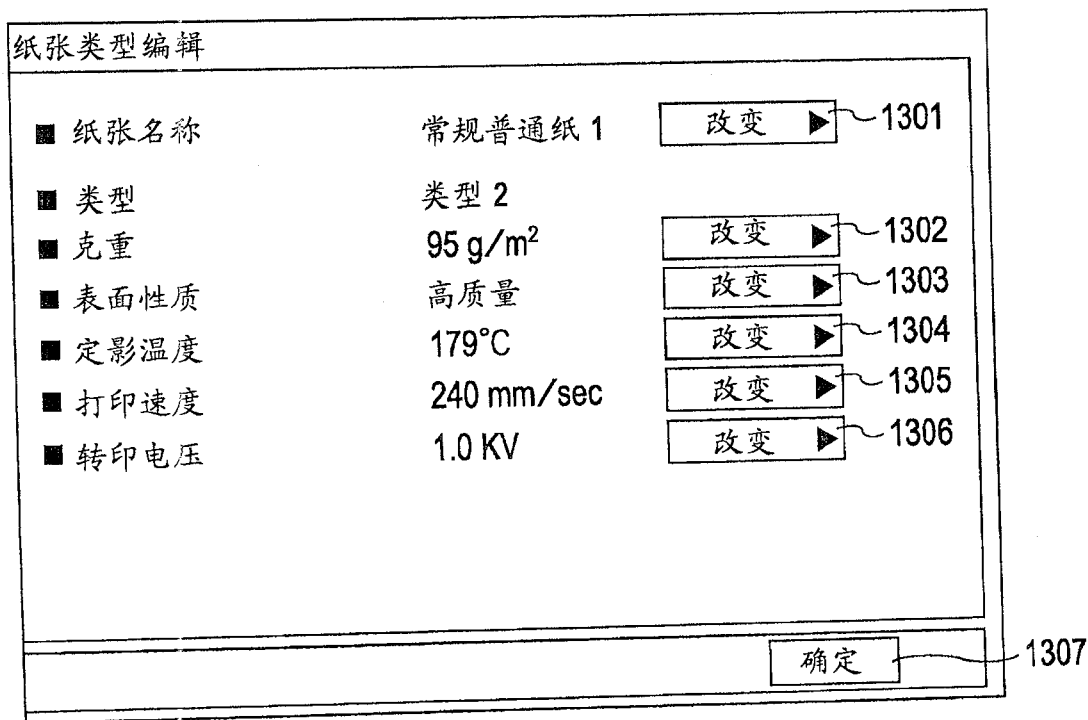 纸张类型编辑
■ 纸张名称 常规普通纸 1 改变 ▶ 1301
■ 类型 类型 2
■ 克重 95 g/m² 改变 ▶ 1302
■ 表面性质 高质量 改变 ▶ 1303
■ 定影温度 179°C 改变 ▶ 1304
■ 打印速度 240 mm/sec 改变 ▶ 1305
■ 转印电压 1.0 KV 改变 ▶ 1306
确定 1307